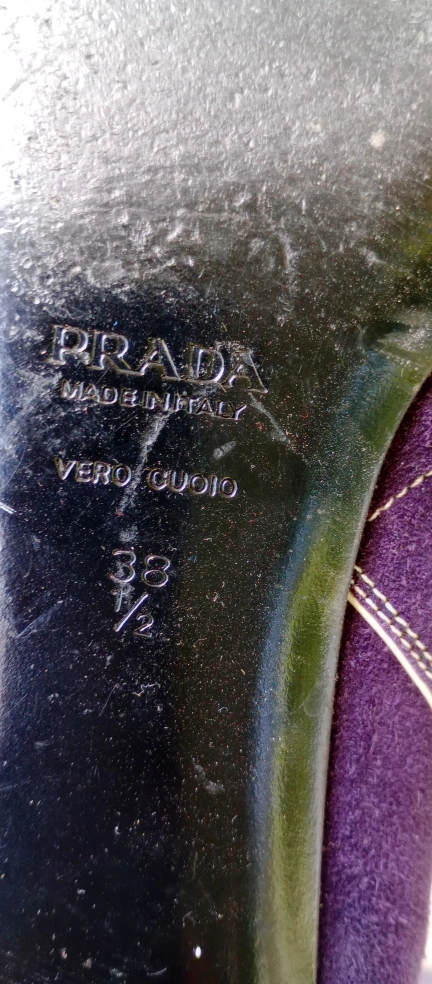 PRADA
MADE IN ITALY
VERO CUOIO
38
1/2